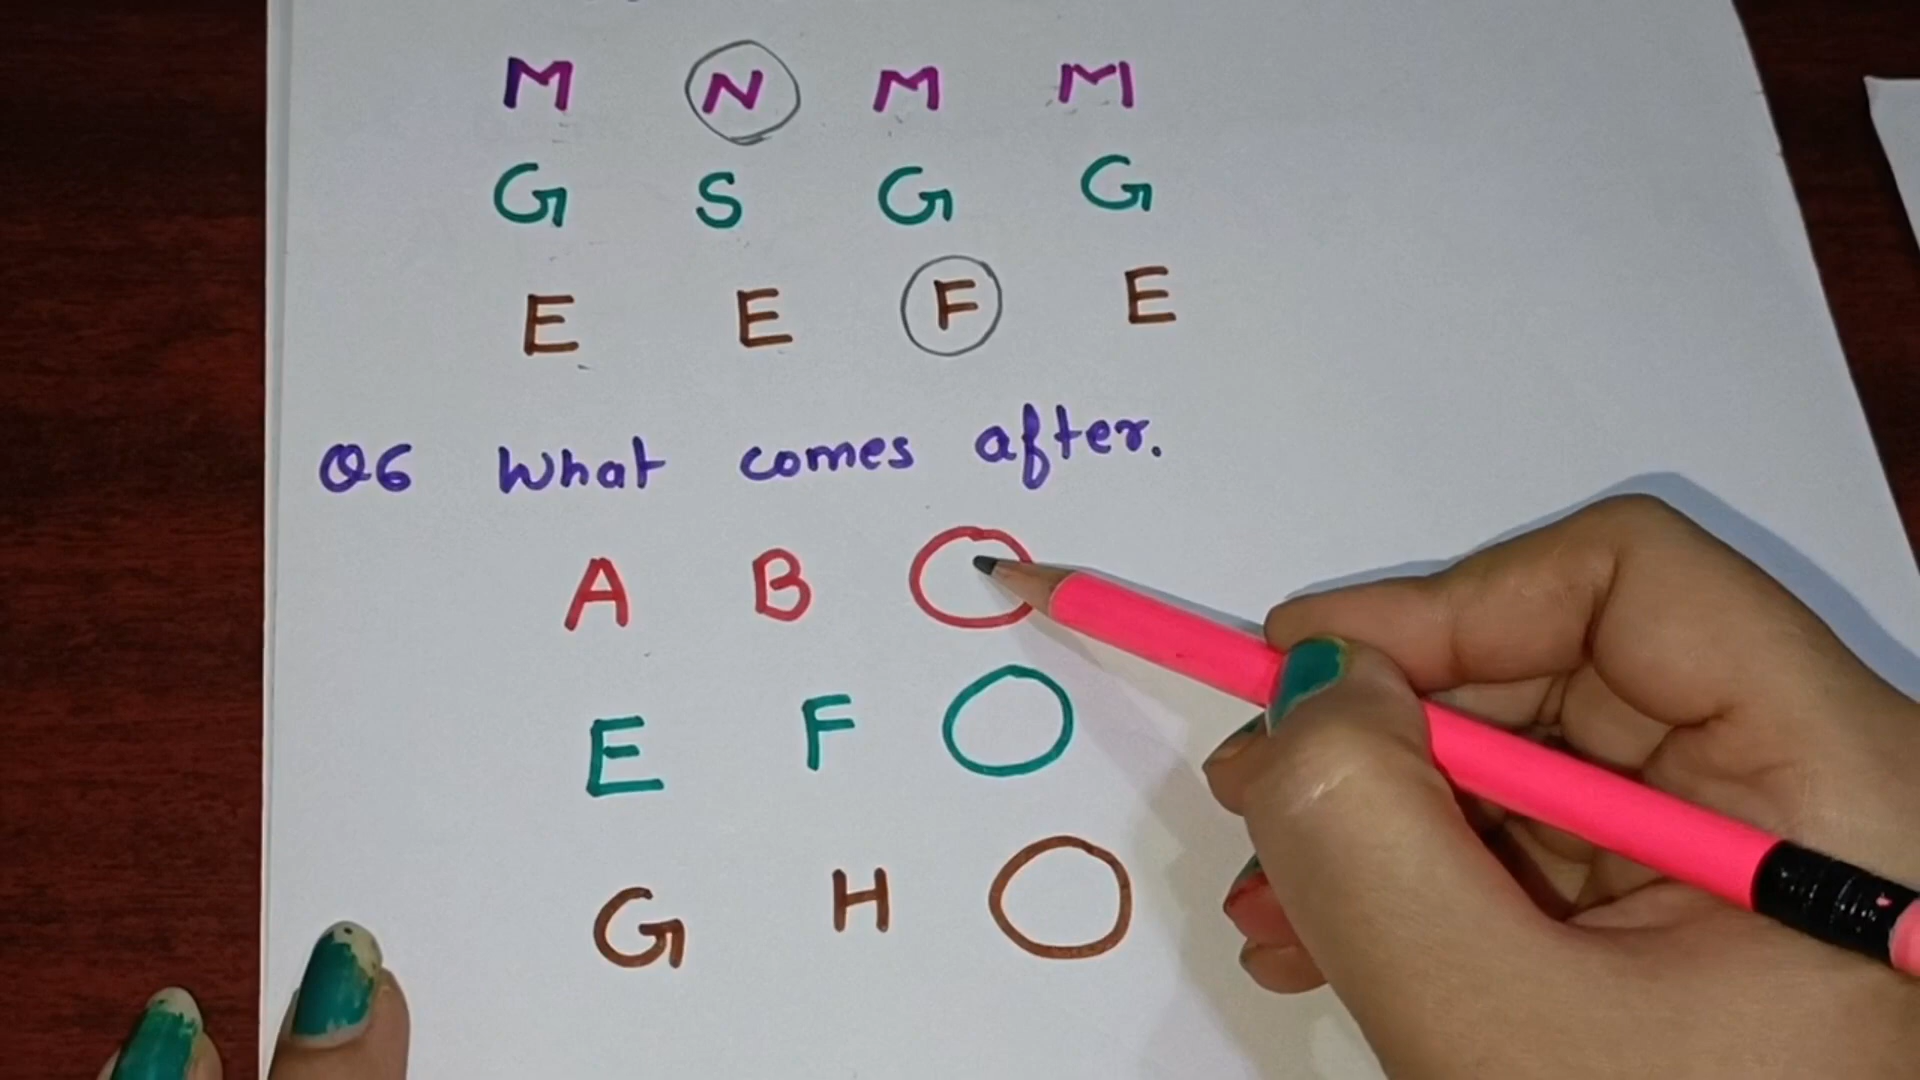 M N M M
G S G G
E E F E
Q6 What comes after.
A B
E F
G H